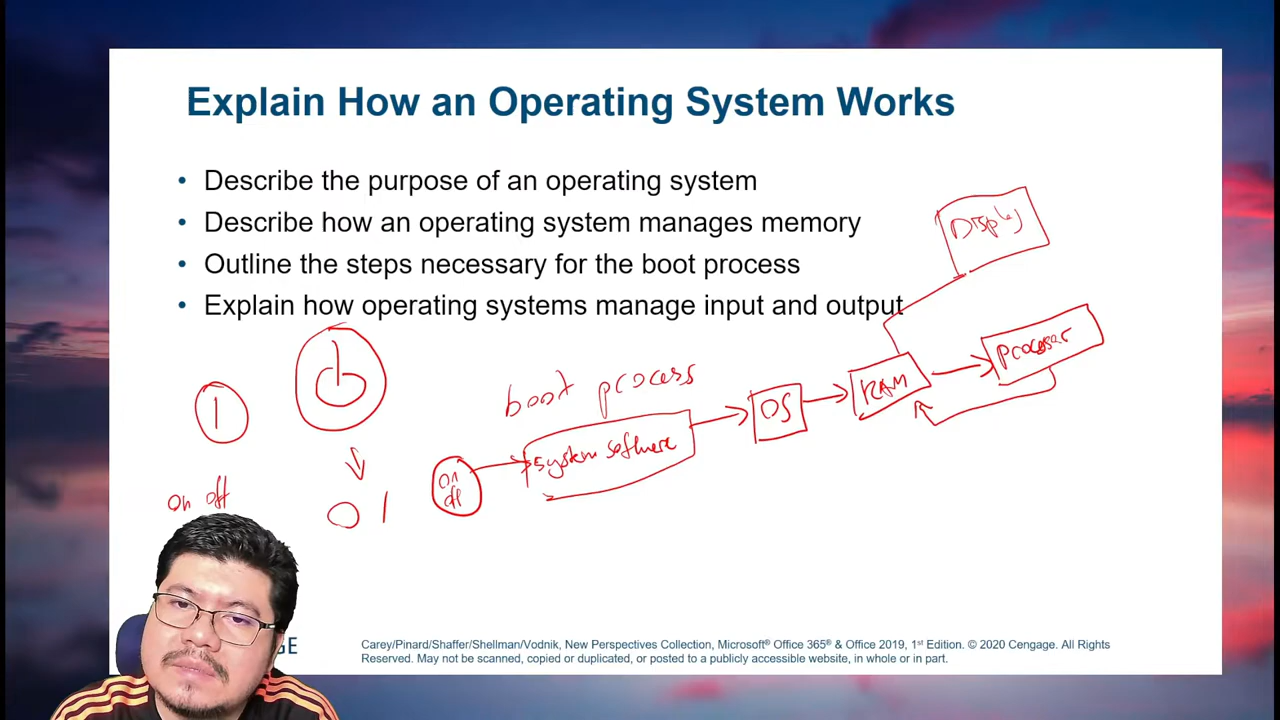 Explain How an Operating System Works
• Describe the purpose of an operating system
• Describe how an operating system manages memory
• Outline the steps necessary for the boot process
• Explain how operating systems manage input and output
Display
processor
boot process
RAM
OS
system software
on
on off
0 1
GE
Carey/Pinard/Shaffer/Shellman/Vodnik, New Perspectives Collection, Microsoft® Office 365® & Office 2019, 1st Edition. © 2020 Cengage. All Rights
Reserved. May not be scanned, copied or duplicated, or posted to a publicly accessible website, in whole or in part.